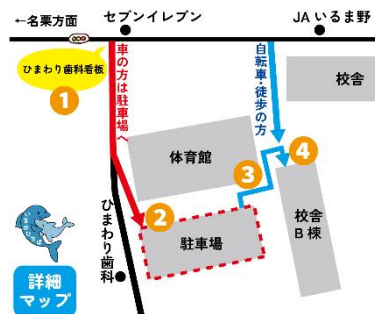 ←名栗方面
セブンイレブン
JA いるま野
ひまわり歯科看板
1
車の方は駐車場へ
自転車・徒歩の方
校舎
体育館
3
4
2
駐車場
校舎
B 棟
ひまわり歯科
詳細
マップ